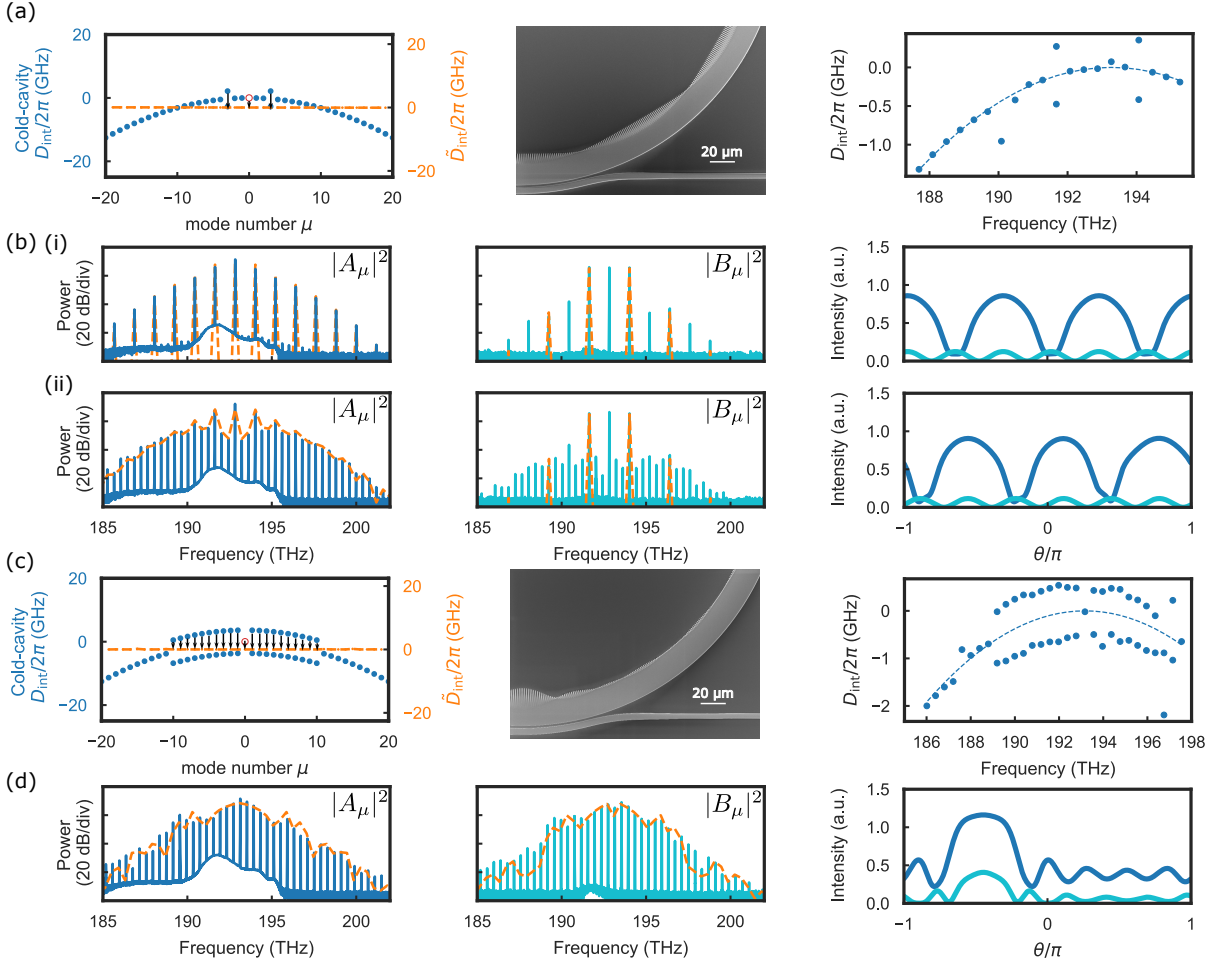 (a)
Cold-cavity
D_int/2π (GHz)
20
0
−20
20
0
−20
D̃_int/2π (GHz)
−20 −10 0 10 20
mode number μ
20 μm
D_int/2π (GHz)
0.0
−0.5
−1.0
188 190 192 194
Frequency (THz)
(b) (i)
Power
(20 dB/div)
|A_μ|²
|B_μ|²
Intensity (a.u.)
1.5
1.0
0.5
0.0
(ii)
Power
(20 dB/div)
|A_μ|²
185 190 195 200
Frequency (THz)
|B_μ|²
185 190 195 200
Frequency (THz)
Intensity (a.u.)
1.5
1.0
0.5
0.0
−1 0 1
θ/π
(c)
Cold-cavity
D_int/2π (GHz)
20
0
−20
20
0
−20
D̃_int/2π (GHz)
−20 −10 0 10 20
mode number μ
20 μm
D_int/2π (GHz)
0
−1
−2
186 188 190 192 194 196 198
Frequency (THz)
(d)
Power
(20 dB/div)
|A_μ|²
185 190 195 200
Frequency (THz)
|B_μ|²
185 190 195 200
Frequency (THz)
Intensity (a.u.)
1.5
1.0
0.5
0.0
−1 0 1
θ/π